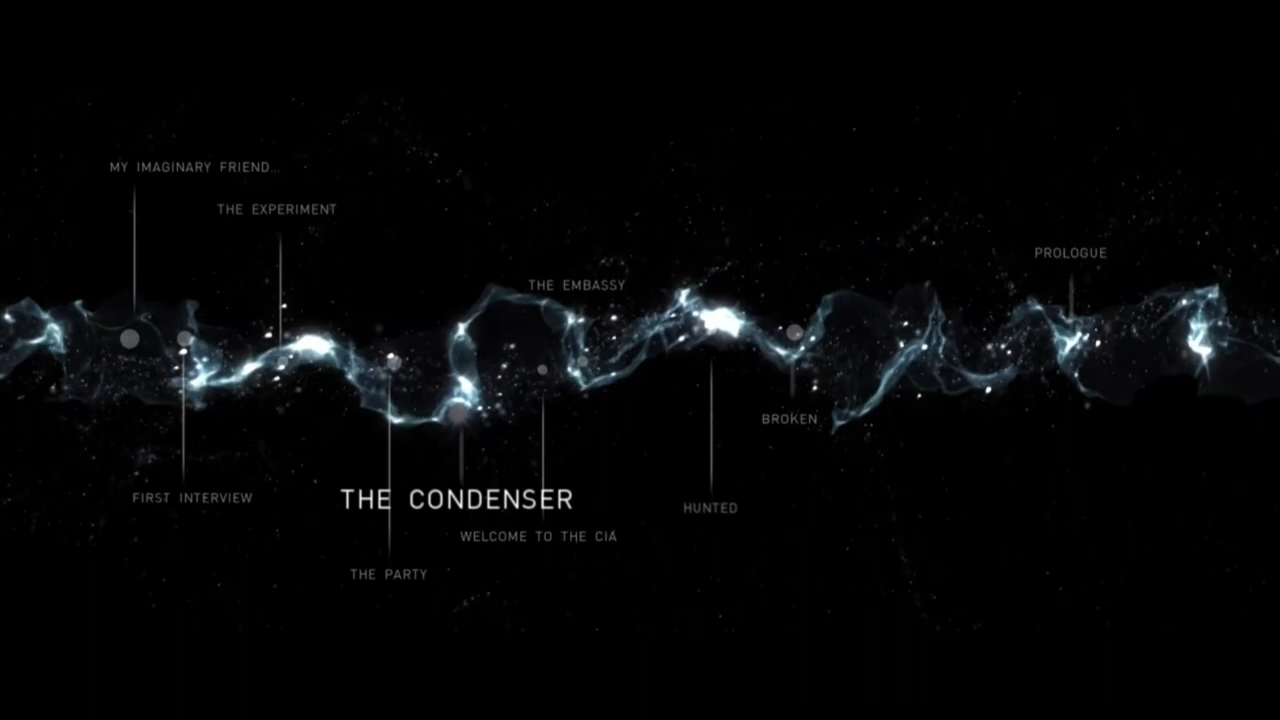 MY IMAGINARY FRIEND...
THE EXPERIMENT
PROLOGUE
THE EMBASSY
BROKEN
FIRST INTERVIEW
THE CONDENSER
HUNTED
WELCOME TO THE CIA
THE PARTY